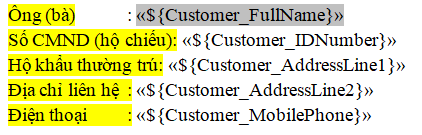 Ông (bà) : «${Customer_FullName}»
Số CMND (hộ chiếu): «${Customer_IDNumber}»
Hộ khẩu thường trú: «${Customer_AddressLine1}»
Địa chỉ liên hệ : «${Customer_AddressLine2}»
Điện thoại : «${Customer_MobilePhone}»